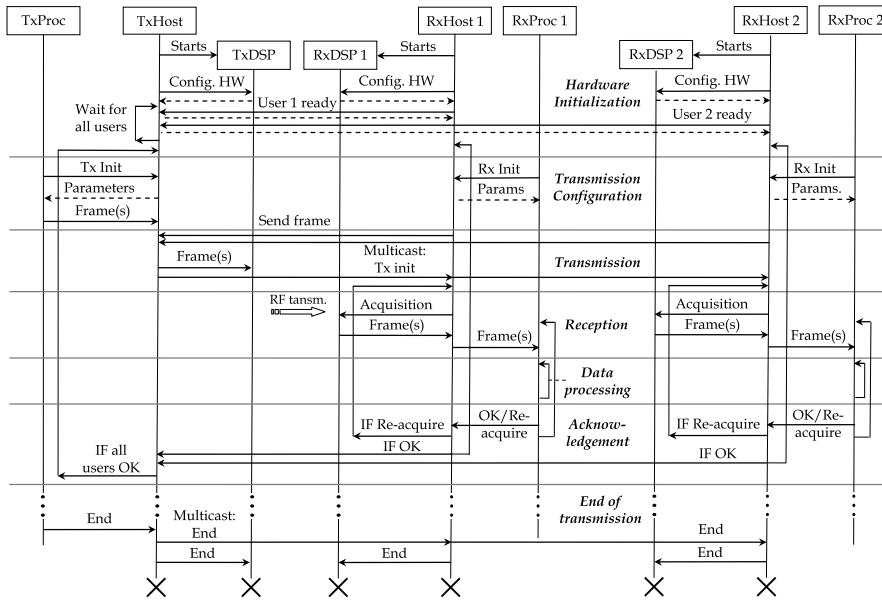 TxProc
TxHost
RxHost 1
RxProc 1
RxHost 2
RxProc 2
Starts
TxDSP
RxDSP 1
Starts
RxDSP 2
Starts
Config. HW
Config. HW
Hardware
Initialization
Config. HW
Wait for
all users
User 1 ready
User 2 ready
Tx Init
Rx Init
Transmission
Configuration
Rx Init
Parameters
Params
Params.
Frame(s)
Send frame
Frame(s)
Multicast:
Tx init
Transmission
RF tansm.
Acquisition
Frame(s)
Frame(s)
Reception
Acquisition
Frame(s)
Frame(s)
Data
processing
IF Re-acquire
OK/Re-
acquire
Acknow-
ledgement
IF Re-acquire
OK/Re-
acquire
IF all
users OK
IF OK
IF OK
End of
transmission
End
Multicast:
End
End
End
End
End